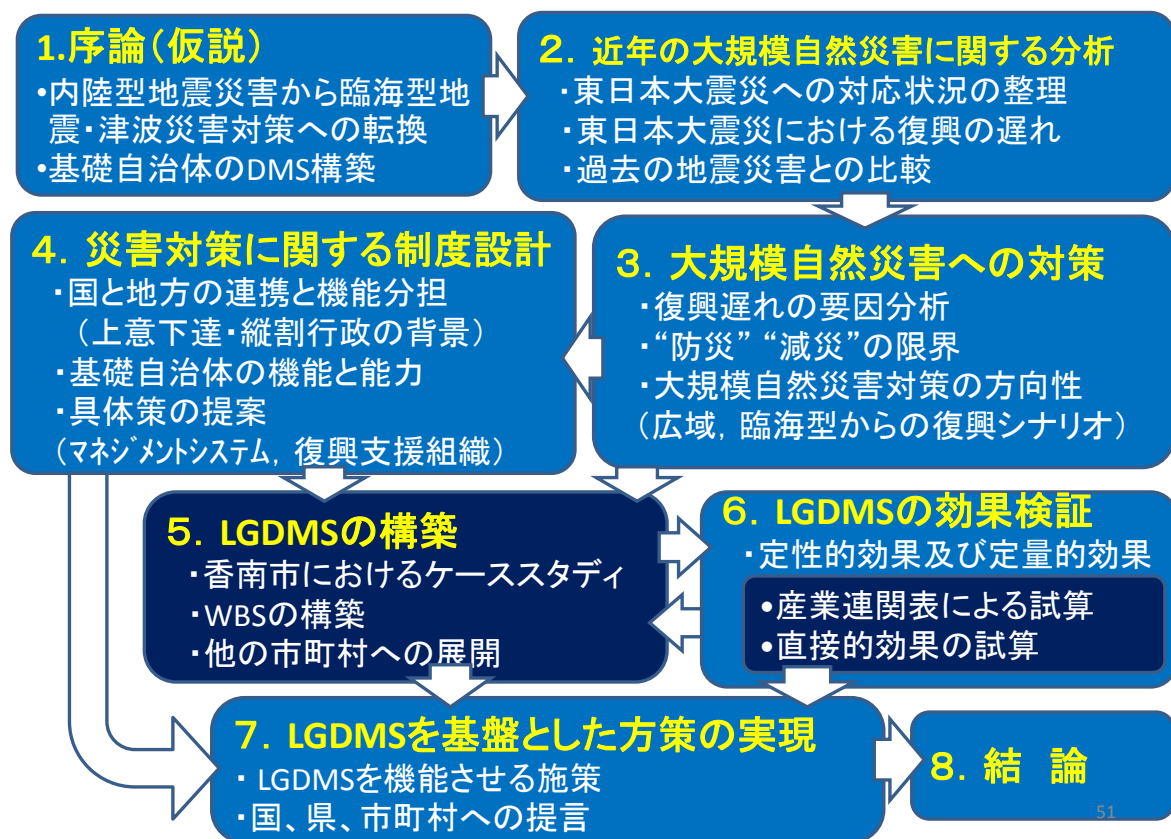 1.序論(仮説)
•内陸型地震災害から臨海型地
震・津波災害対策への転換
•基礎自治体のDMS構築
２．近年の大規模自然災害に関する分析
・東日本大震災への対応状況の整理
・東日本大震災における復興の遅れ
・過去の地震災害との比較
３．大規模自然災害への対策
・復興遅れの要因分析
・“防災” “減災”の限界
・大規模自然災害対策の方向性
（広域，臨海型からの復興シナリオ）
４．災害対策に関する制度設計
・国と地方の連携と機能分担
（上意下達・縦割行政の背景）
・基礎自治体の機能と能力
・具体策の提案
（ﾏﾈｼﾞﾒﾝﾄｼｽﾃﾑ，復興支援組織）
５．LGDMSの構築
・香南市におけるケーススタディ
・WBSの構築
・他の市町村への展開
６．LGDMSの効果検証
・定性的効果及び定量的効果
•産業連関表による試算
•直接的効果の試算
７．LGDMSを基盤とした方策の実現
・LGDMSを機能させる施策
・国、県、市町村への提言
８．結　論
51